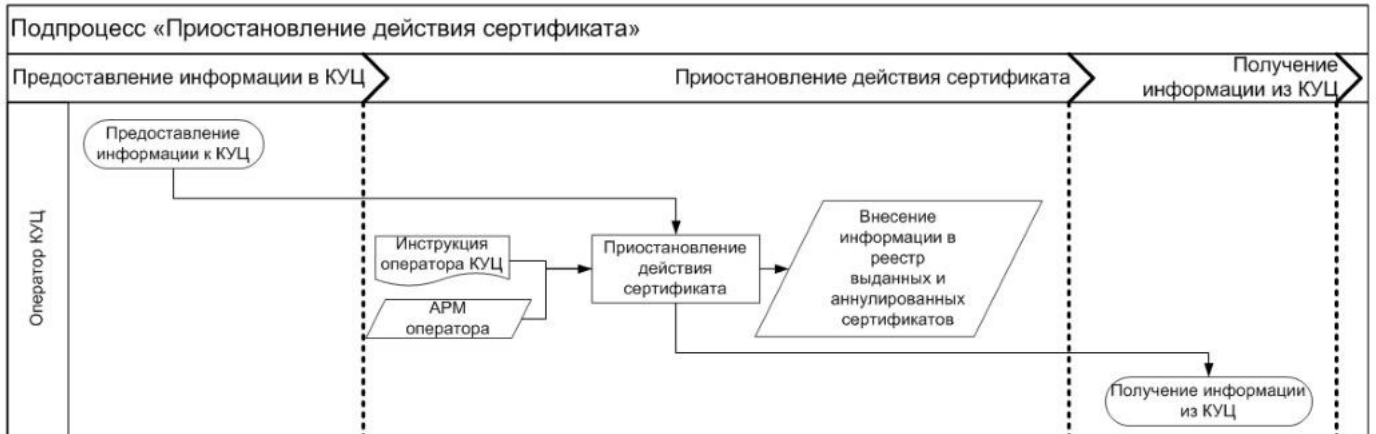 Подпроцесс «Приостановление действия сертификата»
Предоставление информации в КУЦ
Приостановление действия сертификата
Получение
информации из КУЦ
Оператор КУЦ
Предоставление
информации к КУЦ
Инструкция
оператора КУЦ
АРМ
оператора
Приостановление
действия
сертификата
Внесение
информации в
реестр
выданных и
аннулированных
сертификатов
Получение информации
из КУЦ